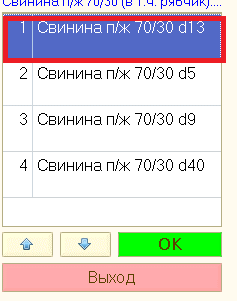 Свинина п/ж 70/30 (в т.ч. рябчик)....
1 Свинина п/ж 70/30 d13
2 Свинина п/ж 70/30 d5
3 Свинина п/ж 70/30 d9
4 Свинина п/ж 70/30 d40
OK
Выход